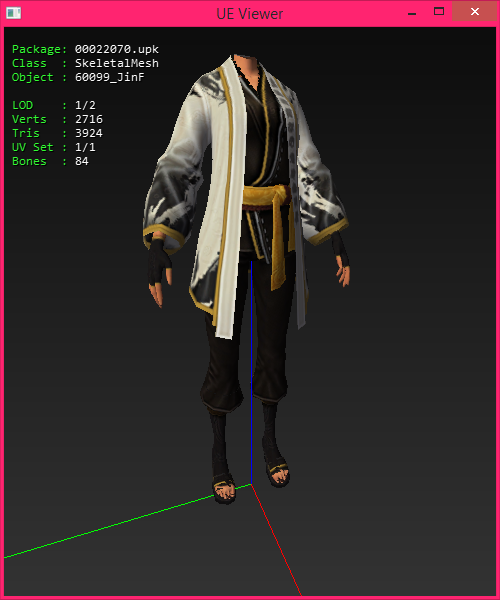 UE Viewer
Package: 00022070.upk
Class  : SkeletalMesh
Object : 60099_JinF
LOD    : 1/2
Verts  : 2716
Tris   : 3924
UV Set : 1/1
Bones  : 84